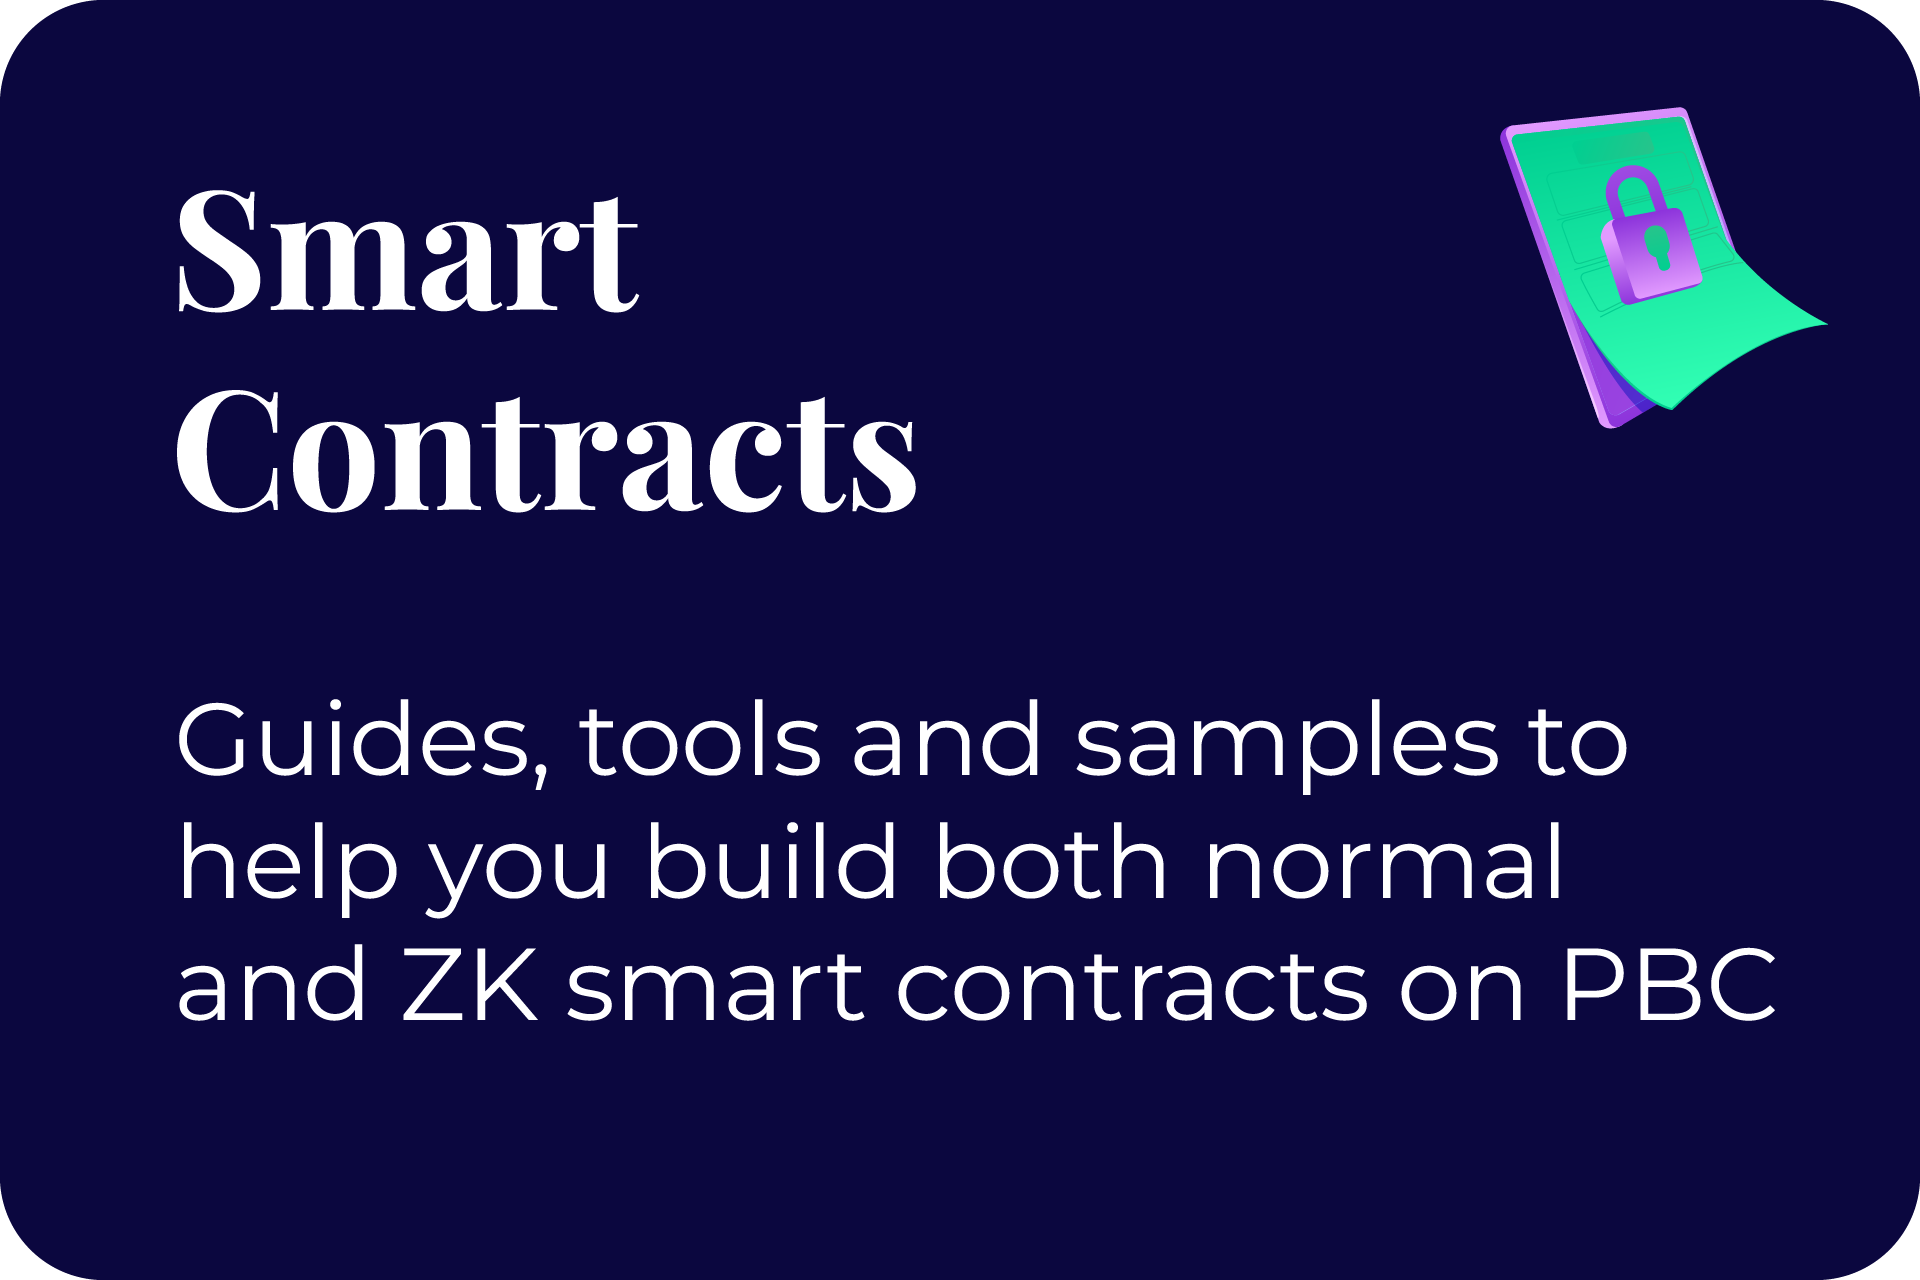 Smart
Contracts
Guides, tools and samples to
help you build both normal
and ZK smart contracts on PBC